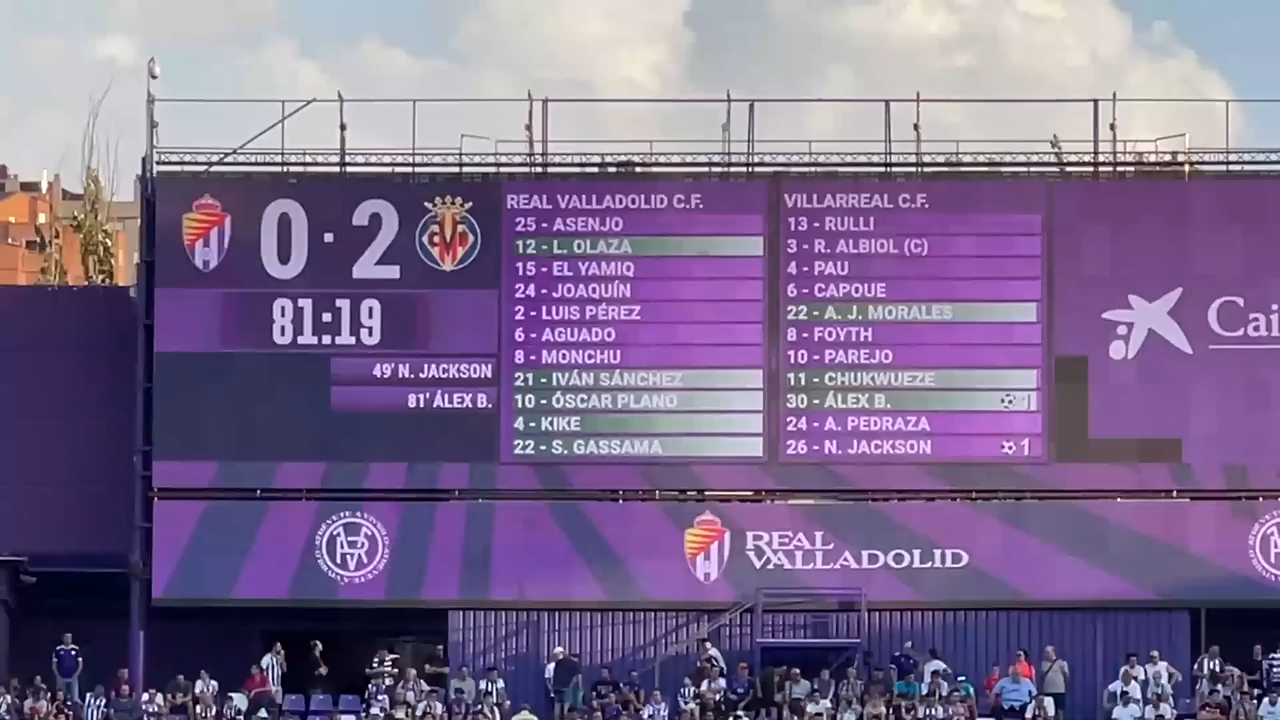 0 · 2
81:19
49' N. JACKSON
81' ÁLEX B.
REAL VALLADOLID C.F.
25 - ASENJO
12 - L. OLAZA
15 - EL YAMIQ
24 - JOAQUÍN
2 - LUIS PÉREZ
6 - AGUADO
8 - MONCHU
21 - IVÁN SÁNCHEZ
10 - ÓSCAR PLANO
4 - KIKE
22 - S. GASSAMA
VILLARREAL C.F.
13 - RULLI
3 - R. ALBIOL (C)
4 - PAU
6 - CAPOUE
22 - A. J. MORALES
8 - FOYTH
10 - PAREJO
11 - CHUKWUEZE
30 - ÁLEX B. 1
24 - A. PEDRAZA
26 - N. JACKSON 1
Cai
REAL
VALLADOLID